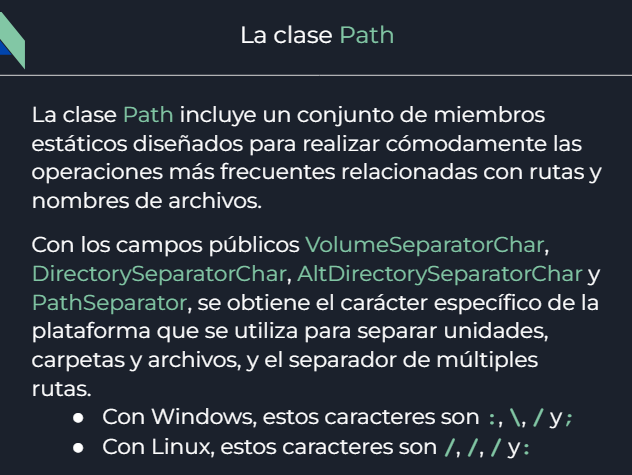 La clase Path
La clase Path incluye un conjunto de miembros
estáticos diseñados para realizar cómodamente las
operaciones más frecuentes relacionadas con rutas y
nombres de archivos.
Con los campos públicos VolumeSeparatorChar,
DirectorySeparatorChar, AltDirectorySeparatorChar y
PathSeparator, se obtiene el carácter específico de la
plataforma que se utiliza para separar unidades,
carpetas y archivos, y el separador de múltiples
rutas.
● Con Windows, estos caracteres son :, \, / y ;
● Con Linux, estos caracteres son /, /, / y :